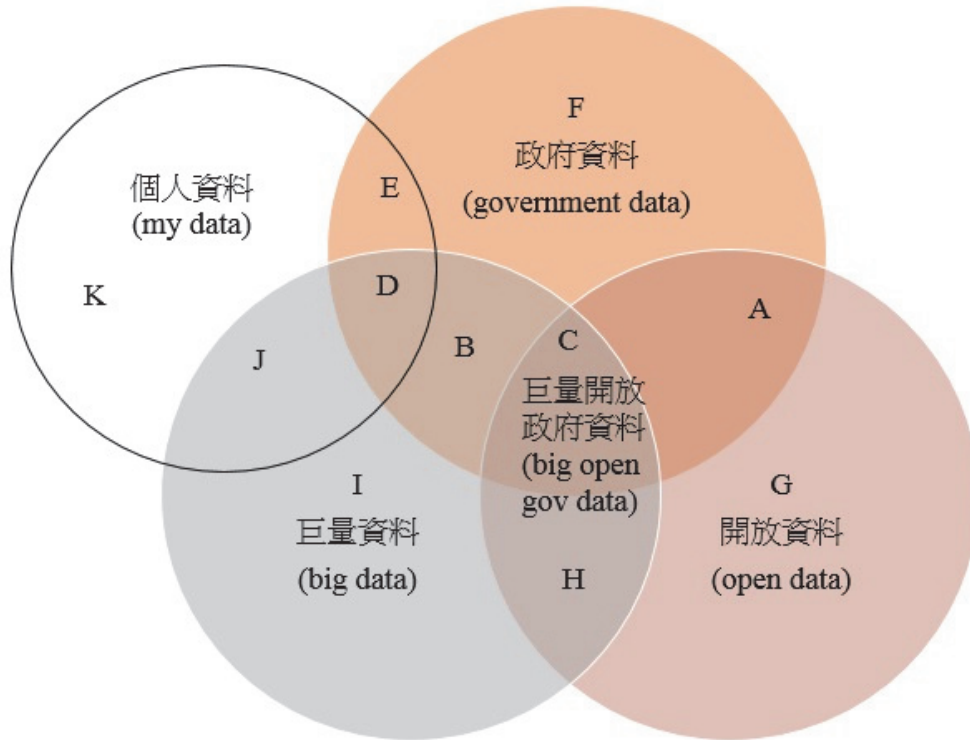 F
政府資料
(government data)
E
個人資料
(my data)
K
D
A
B
C
J
巨量開放
政府資料
(big open
gov data)
I
巨量資料
(big data)
G
開放資料
(open data)
H